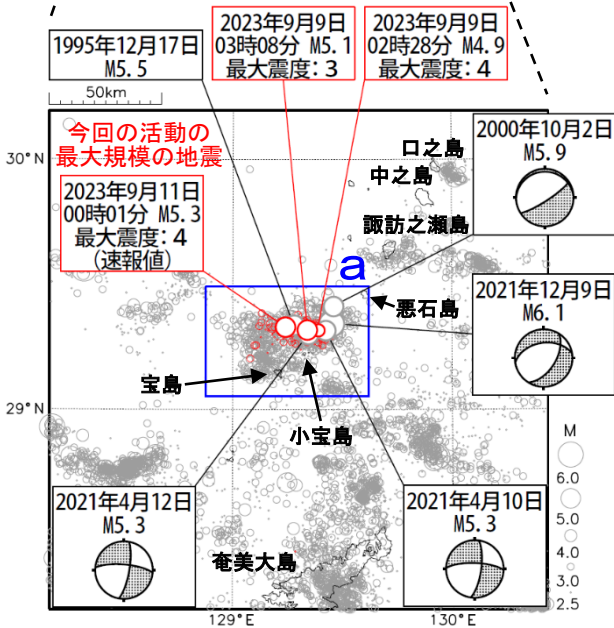 1995年12月17日
M5.5
2023年9月9日
03時08分 M5.1
最大震度:3
2023年9月9日
02時28分 M4.9
最大震度:4
50km
今回の活動の
最大規模の地震
2023年9月11日
00時01分 M5.3
最大震度:4
(速報値)
30°N
口之島
中之島
諏訪之瀬島
2000年10月2日
M5.9
a
悪石島
2021年12月9日
M6.1
宝島
小宝島
29°N
2021年4月12日
M5.3
奄美大島
2021年4月10日
M5.3
M
6.0
5.0
4.0
3.0
2.5
129°E
130°E